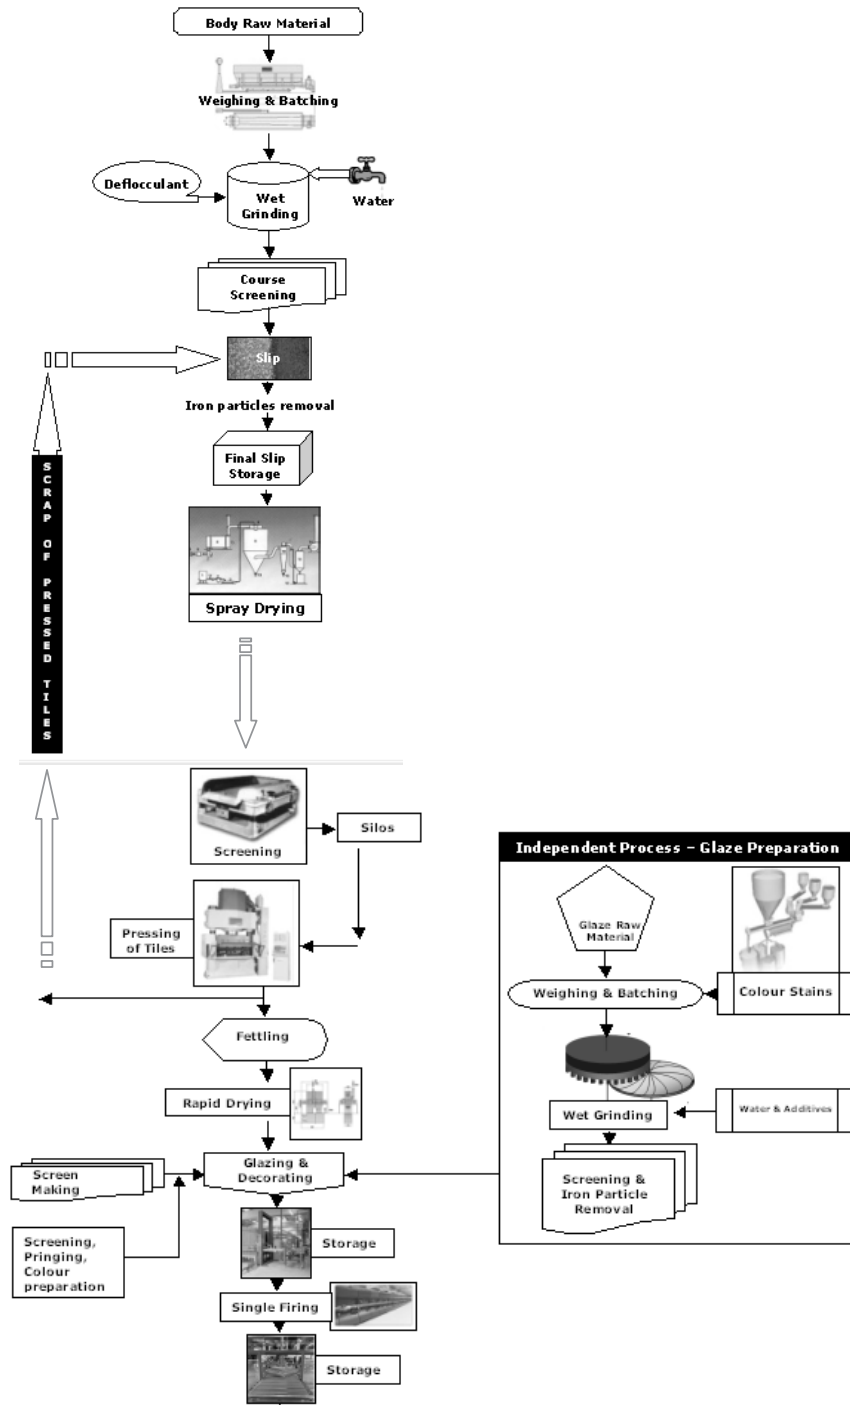 Body Raw Material
Weighing & Batching
Deflocculant
Wet
Grinding
Water
Course
Screening
Slip
Iron particles removal
Final Slip
Storage
Spray Drying
SCRAP OF PRESSED TILES
Screening
Silos
Pressing
of Tiles
Fettling
Rapid Drying
Glazing &
Decorating
Screen
Making
Screening,
Pringing,
Colour
preparation
Storage
Single Firing
Storage
Independent Process – Glaze Preparation
Glaze Raw
Material
Weighing & Batching
Colour Stains
Wet Grinding
Water & Additives
Screening &
Iron Particle
Removal